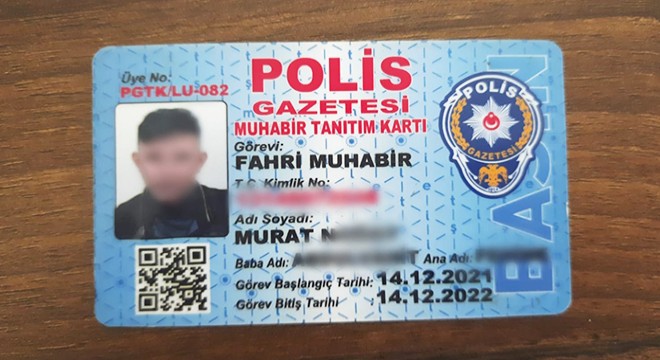 Üye No:
PGTK/LU-082
POLİS
GAZETESİ
MUHABİR TANITIM KARTI
Görevi:
FAHRİ MUHABİR
T.C. Kimlik No:
Adı Soyadı:
MURAT N
Baba Adı: Ana Adı:
Görev Başlangıç Tarihi: 14.12.2021
Görev Bitiş Tarihi : 14.12.2022
POLİS
GAZETESİ
BASIN